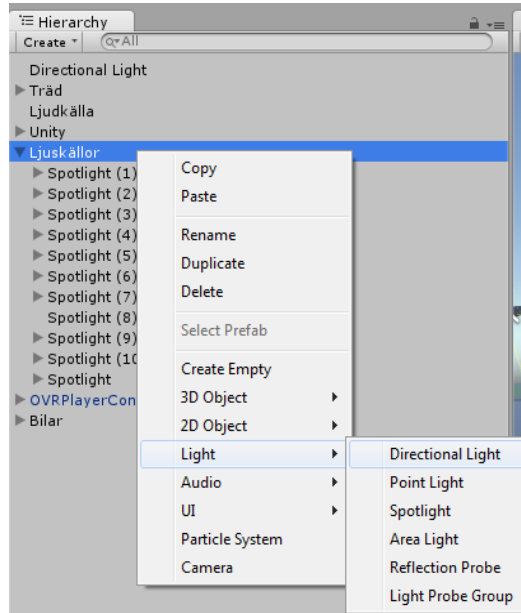 Hierarchy
Create
All
Directional Light
Träd
Ljudkälla
Unity
Ljuskällor
Spotlight (1)
Spotlight (2)
Spotlight (3)
Spotlight (4)
Spotlight (5)
Spotlight (6)
Spotlight (7)
Spotlight (8)
Spotlight (9)
Spotlight (10
Spotlight
OVRPlayerCon
Bilar
Copy
Paste
Rename
Duplicate
Delete
Select Prefab
Create Empty
3D Object
2D Object
Light
Audio
UI
Particle System
Camera
Directional Light
Point Light
Spotlight
Area Light
Reflection Probe
Light Probe Group